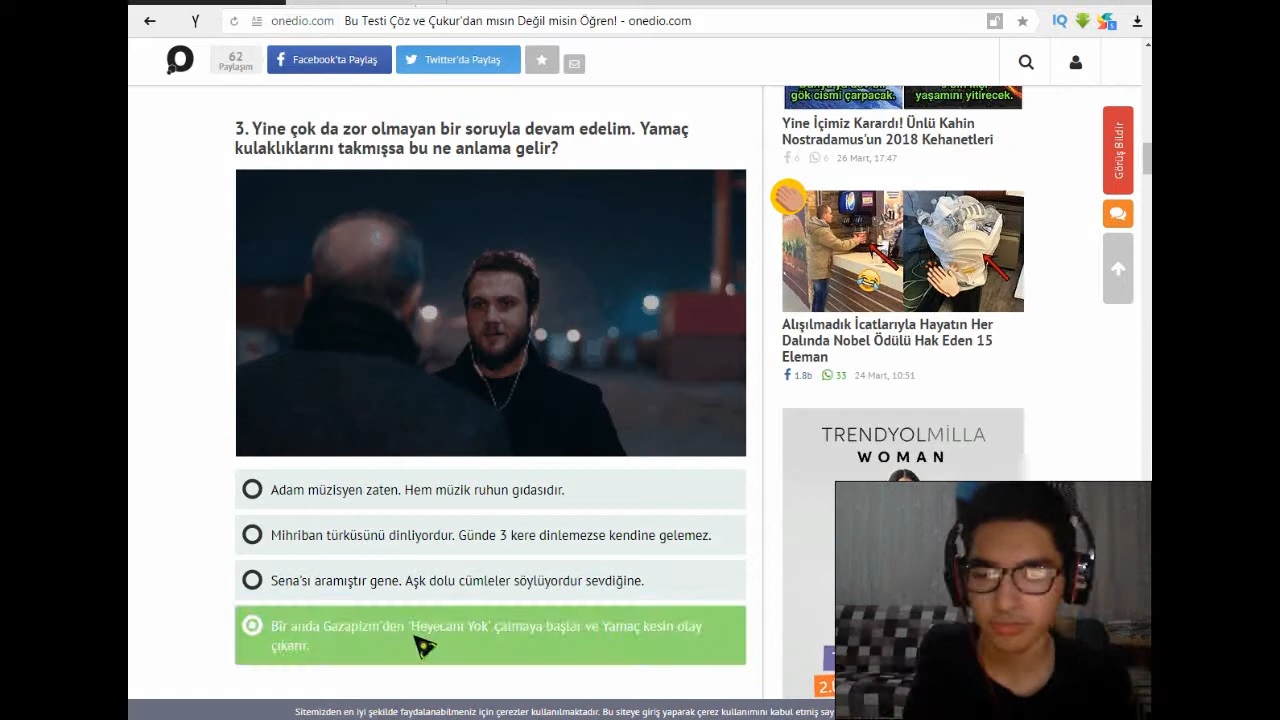 onedio.com Bu Testi Çöz ve Çukur'dan mısın Değil misin Öğren! - onedio.com
IQ
62
Paylaşım
Facebook'ta Paylaş
Twitter'da Paylaş
3. Yine çok da zor olmayan bir soruyla devam edelim. Yamaç
kulaklıklarını takmışsa bu ne anlama gelir?
Adam müzisyen zaten. Hem müzik ruhun gıdasıdır.
Mihriban türküsünü dinliyordur. Günde 3 kere dinlemezse kendine gelemez.
Sena'sı aramıştır gene. Aşk dolu cümleler söylüyordur sevdiğine.
Bir anda Gazapizm'den 'Heyecanı Yok' çalmaya başlar ve Yamaç kesin olay
çıkarır.
gök cismi çarpacak.
yaşamını yitirecek.
Yine İçimiz Karardı! Ünlü Kahin
Nostradamus'un 2018 Kehanetleri
6 6 26 Mart, 17:47
Alışılmadık İcatlarıyla Hayatın Her
Dalında Nobel Ödülü Hak Eden 15
Eleman
1.8b 33 24 Mart, 10:51
TRENDYOLMİLLA
WOMAN
Görüş Bildir
Sitemizden en iyi şekilde faydalanabilmeniz için çerezler kullanılmaktadır. Bu siteye giriş yaparak çerez kullanımını kabul etmiş say